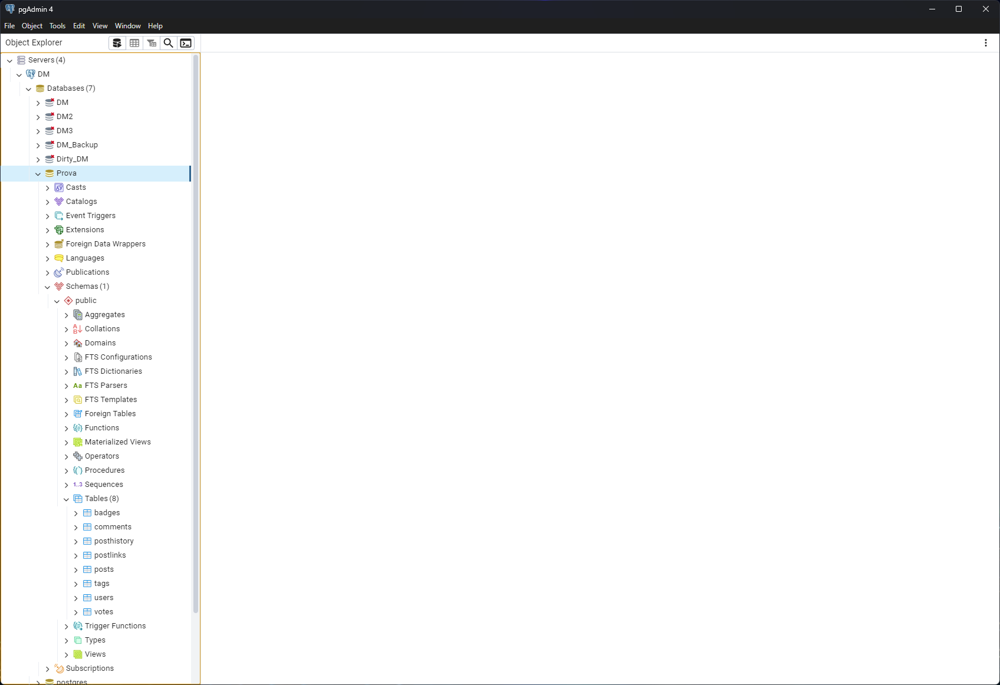 pgAdmin 4
File Object Tools Edit View Window Help
Object Explorer
Servers (4)
DM
Databases (7)
DM
DM2
DM3
DM_Backup
Dirty_DM
Prova
Casts
Catalogs
Event Triggers
Extensions
Foreign Data Wrappers
Languages
Publications
Schemas (1)
public
Aggregates
Collations
Domains
FTS Configurations
FTS Dictionaries
Aa FTS Parsers
FTS Templates
Foreign Tables
Functions
Materialized Views
Operators
Procedures
1..3 Sequences
Tables (8)
badges
comments
posthistory
postlinks
posts
tags
users
votes
Trigger Functions
Types
Views
Subscriptions
postgres